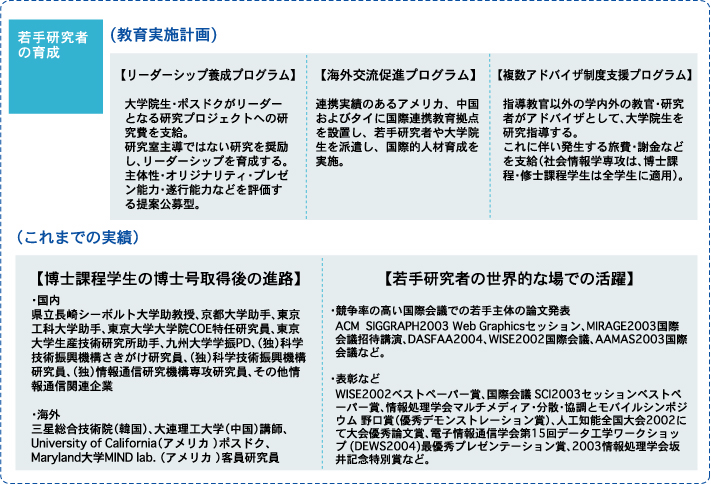 若手研究者
の育成
(教育実施計画)
【リーダーシップ養成プログラム】
大学院生・ポスドクがリーダー
となる研究プロジェクトへの研
究費を支給。
研究室主導ではない研究を奨励
し、リーダーシップを育成する。
主体性・オリジナリティ・プレゼ
ン能力・遂行能力などを評価す
る提案公募型。
【海外交流促進プログラム】
連携実績のあるアメリカ、中国
およびタイに国際連携教育拠点
を設置し、若手研究者や大学院
生を派遣し、国際的人材育成を
実施。
【複数アドバイザ制度支援プログラム】
指導教官以外の学内外の教官・研究
者がアドバイザとして、大学院生を
研究指導する。
これに伴い発生する旅費・謝金など
を支給(社会情報学専攻は、博士課
程・修士課程学生は全学生に適用)。
(これまでの実績)
【博士課程学生の博士号取得後の進路】
・国内
県立長崎シーボルト大学助教授、京都大学助手、東京
工科大学助手、東京大学大学院COE特任研究員、東京
大学生産技術研究所助手、九州大学学振PD、(独)科学
技術振興機構さきがけ研究員、(独)科学技術振興機構
研究員、(独)情報通信研究機構専攻研究員、その他情
報通信関連企業
・海外
三星総合技術院(韓国)、大連理工大学(中国)講師、
University of California(アメリカ )ポスドク、
Maryland大学MIND lab. (アメリカ )客員研究員
【若手研究者の世界的な場での活躍】
・競争率の高い国際会議での若手主体の論文発表
ACM SIGGRAPH2003 Web Graphicsセッション、MIRAGE2003国際
会議招待講演、DASFAA2004、WISE2002国際会議、AAMAS2003国際
会議など。
・表彰など
WISE2002ベストペーパー賞、国際会議 SCI2003セッションベストペ
ーパー賞、情報処理学会マルチメディア・分散・協調とモバイルシンポジ
ウム 野口賞(優秀デモンストレーション賞)、人工知能全国大会2002に
て大会優秀論文賞、電子情報通信学会第15回データ工学ワークショッ
プ (DEWS2004)最優秀プレゼンテーション賞、2003情報処理学会坂
井記念特別賞など。